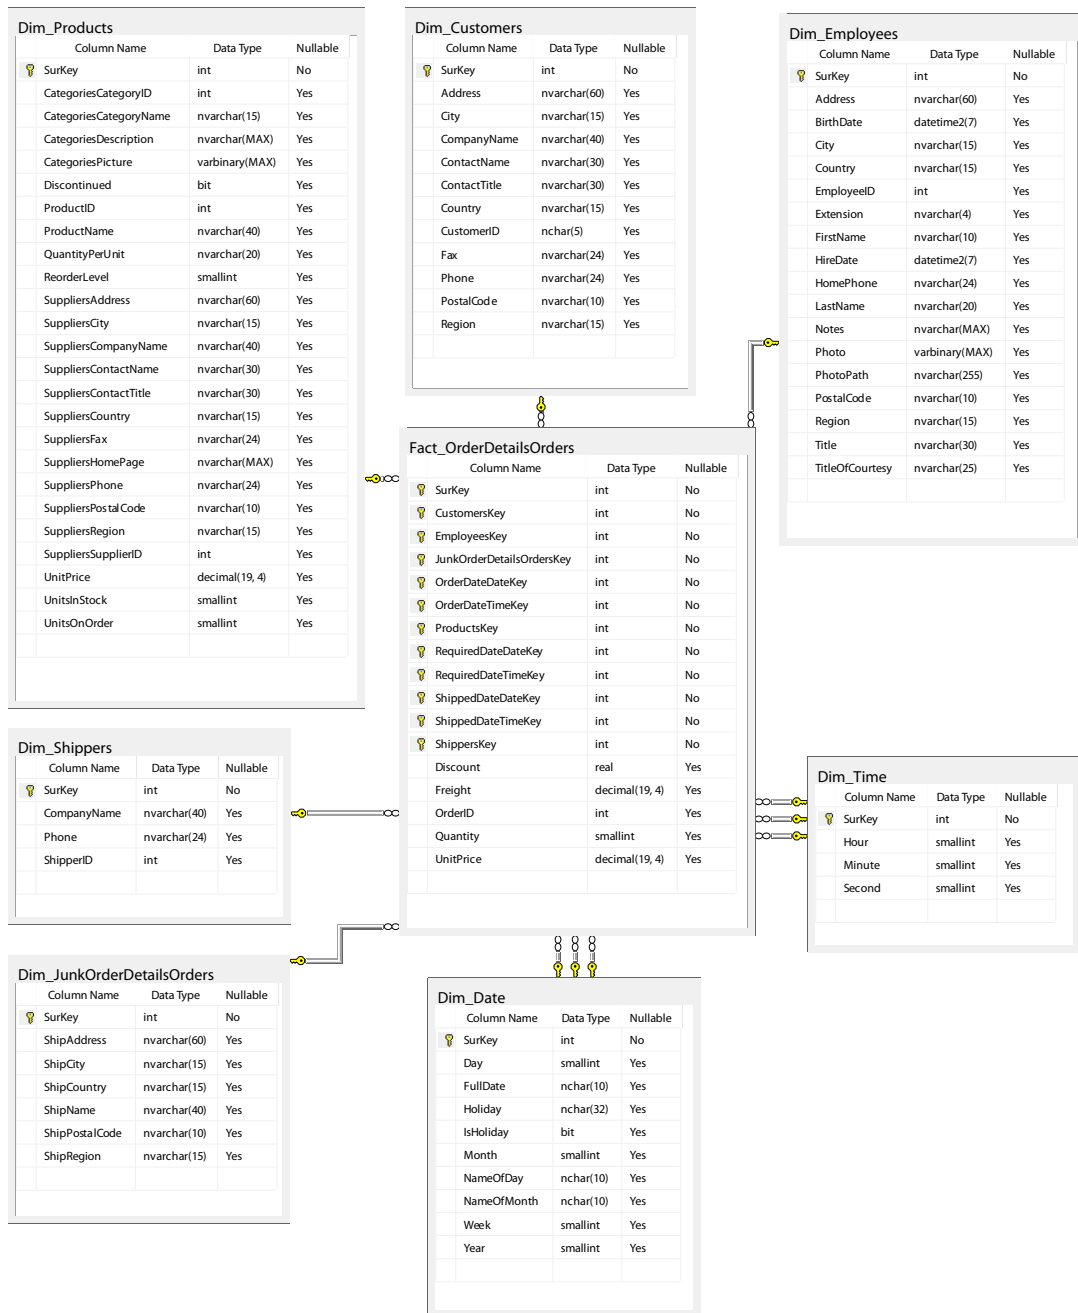 Dim_Products
Column Name Data Type Nullable
SurKey int No
CategoriesCategoryID int Yes
CategoriesCategoryName nvarchar(15) Yes
CategoriesDescription nvarchar(MAX) Yes
CategoriesPicture varbinary(MAX) Yes
Discontinued bit Yes
ProductID int Yes
ProductName nvarchar(40) Yes
QuantityPerUnit nvarchar(20) Yes
ReorderLevel smallint Yes
SuppliersAddress nvarchar(60) Yes
SuppliersCity nvarchar(15) Yes
SuppliersCompanyName nvarchar(40) Yes
SuppliersContactName nvarchar(30) Yes
SuppliersContactTitle nvarchar(30) Yes
SuppliersCountry nvarchar(15) Yes
SuppliersFax nvarchar(24) Yes
SuppliersHomePage nvarchar(MAX) Yes
SuppliersPhone nvarchar(24) Yes
SuppliersPostalCode nvarchar(10) Yes
SuppliersRegion nvarchar(15) Yes
SuppliersSupplierID int Yes
UnitPrice decimal(19, 4) Yes
UnitsInStock smallint Yes
UnitsOnOrder smallint Yes
Dim_Customers
Column Name Data Type Nullable
SurKey int No
Address nvarchar(60) Yes
City nvarchar(15) Yes
CompanyName nvarchar(40) Yes
ContactName nvarchar(30) Yes
ContactTitle nvarchar(30) Yes
Country nvarchar(15) Yes
CustomerID nchar(5) Yes
Fax nvarchar(24) Yes
Phone nvarchar(24) Yes
PostalCode nvarchar(10) Yes
Region nvarchar(15) Yes
Dim_Employees
Column Name Data Type Nullable
SurKey int No
Address nvarchar(60) Yes
BirthDate datetime2(7) Yes
City nvarchar(15) Yes
Country nvarchar(15) Yes
EmployeeID int Yes
Extension nvarchar(4) Yes
FirstName nvarchar(10) Yes
HireDate datetime2(7) Yes
HomePhone nvarchar(24) Yes
LastName nvarchar(20) Yes
Notes nvarchar(MAX) Yes
Photo varbinary(MAX) Yes
PhotoPath nvarchar(255) Yes
PostalCode nvarchar(10) Yes
Region nvarchar(15) Yes
Title nvarchar(30) Yes
TitleOfCourtesy nvarchar(25) Yes
Fact_OrderDetailsOrders
Column Name Data Type Nullable
SurKey int No
CustomersKey int No
EmployeesKey int No
JunkOrderDetailsOrdersKey int No
OrderDateDateKey int No
OrderDateTimeKey int No
ProductsKey int No
RequiredDateDateKey int No
RequiredDateTimeKey int No
ShippedDateDateKey int No
ShippedDateTimeKey int No
ShippersKey int No
Discount real Yes
Freight decimal(19, 4) Yes
OrderID int Yes
Quantity smallint Yes
UnitPrice decimal(19, 4) Yes
Dim_Shippers
Column Name Data Type Nullable
SurKey int No
CompanyName nvarchar(40) Yes
Phone nvarchar(24) Yes
ShipperID int Yes
Dim_Time
Column Name Data Type Nullable
SurKey int No
Hour smallint Yes
Minute smallint Yes
Second smallint Yes
Dim_JunkOrderDetailsOrders
Column Name Data Type Nullable
SurKey int No
ShipAddress nvarchar(60) Yes
ShipCity nvarchar(15) Yes
ShipCountry nvarchar(15) Yes
ShipName nvarchar(40) Yes
ShipPostalCode nvarchar(10) Yes
ShipRegion nvarchar(15) Yes
Dim_Date
Column Name Data Type Nullable
SurKey int No
Day smallint Yes
FullDate nchar(10) Yes
Holiday nchar(32) Yes
IsHoliday bit Yes
Month smallint Yes
NameOfDay nchar(10) Yes
NameOfMonth nchar(10) Yes
Week smallint Yes
Year smallint Yes